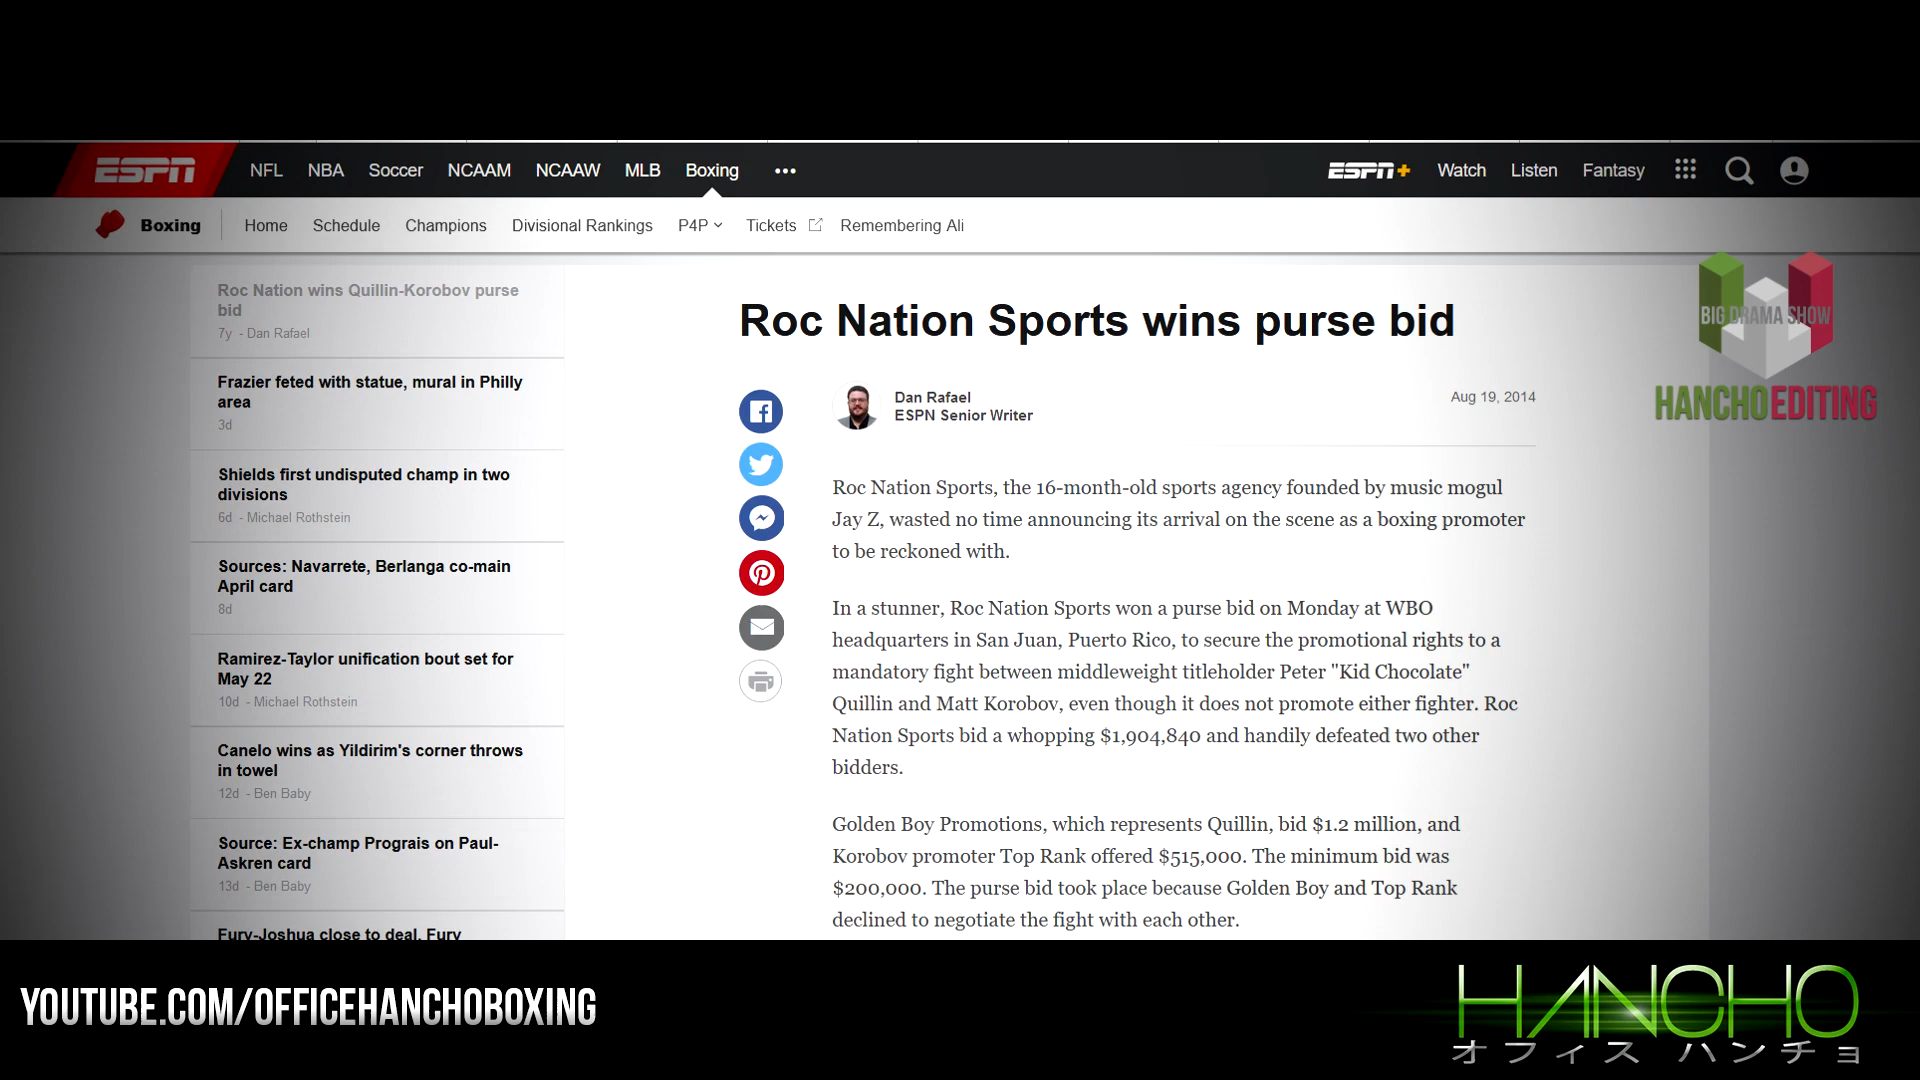 ESPN NFL NBA Soccer NCAAM NCAAW MLB Boxing ••• ESPN+ Watch Listen Fantasy
Boxing Home Schedule Champions Divisional Rankings P4P Tickets Remembering Ali
Roc Nation wins Quillin-Korobov purse
bid
7y - Dan Rafael
Frazier feted with statue, mural in Philly
area
3d
Shields first undisputed champ in two
divisions
6d - Michael Rothstein
Sources: Navarrete, Berlanga co-main
April card
8d
Ramirez-Taylor unification bout set for
May 22
10d - Michael Rothstein
Canelo wins as Yildirim's corner throws
in towel
12d - Ben Baby
Source: Ex-champ Prograis on Paul-
Askren card
13d - Ben Baby
Fury-Joshua close to deal, Fury
Roc Nation Sports wins purse bid
Dan Rafael
ESPN Senior Writer
Aug 19, 2014
Roc Nation Sports, the 16-month-old sports agency founded by music mogul
Jay Z, wasted no time announcing its arrival on the scene as a boxing promoter
to be reckoned with.
In a stunner, Roc Nation Sports won a purse bid on Monday at WBO
headquarters in San Juan, Puerto Rico, to secure the promotional rights to a
mandatory fight between middleweight titleholder Peter "Kid Chocolate"
Quillin and Matt Korobov, even though it does not promote either fighter. Roc
Nation Sports bid a whopping $1,904,840 and handily defeated two other
bidders.
Golden Boy Promotions, which represents Quillin, bid $1.2 million, and
Korobov promoter Top Rank offered $515,000. The minimum bid was
$200,000. The purse bid took place because Golden Boy and Top Rank
declined to negotiate the fight with each other.
BIG DRAMA SHOW
HANCHOEDITING
YOUTUBE.COM/OFFICEHANCHOBOXING
HANCHO
オフィス ハンチョ